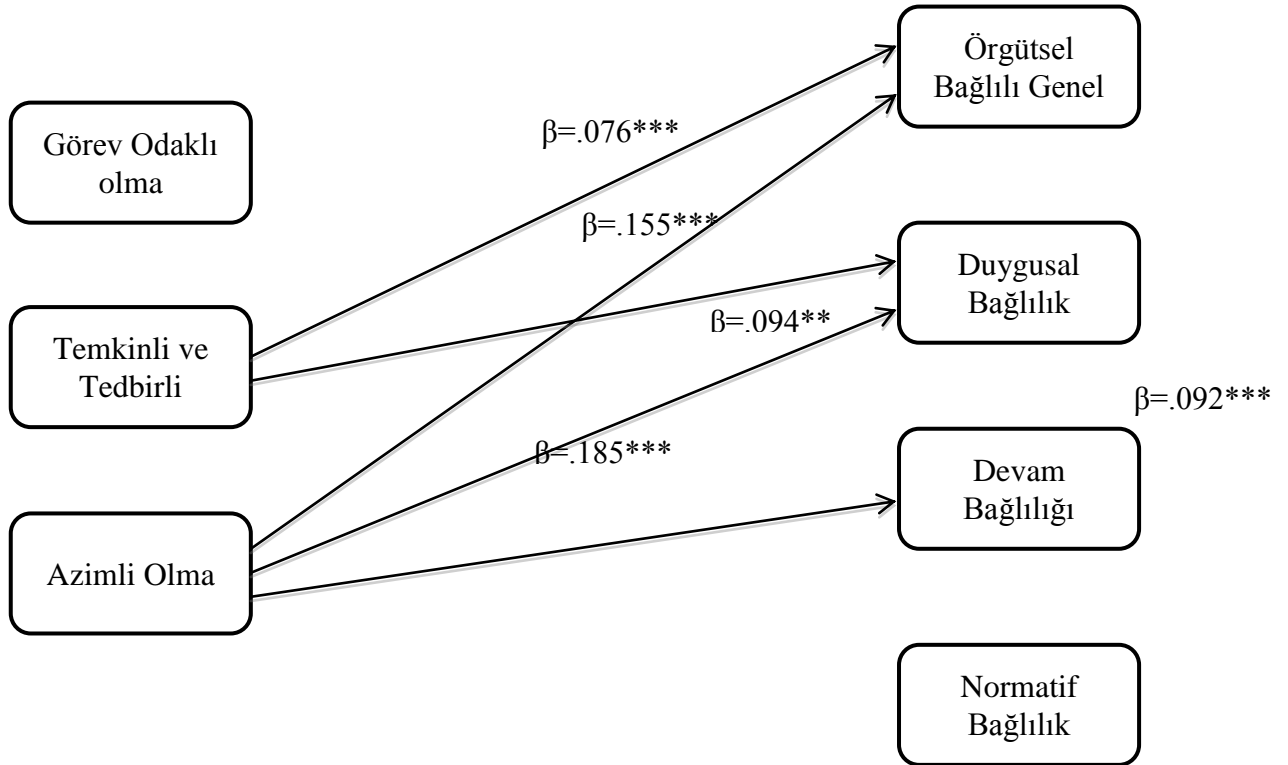 Örgütsel
Bağlılı Genel
Görev Odaklı
olma
β=.076***
β=.155***
Temkinli ve
Tedbirli
Duygusal
Bağlılık
β=.094**
β=.092***
β=.185***
Devam
Bağlılığı
Azimli Olma
Normatif
Bağlılık